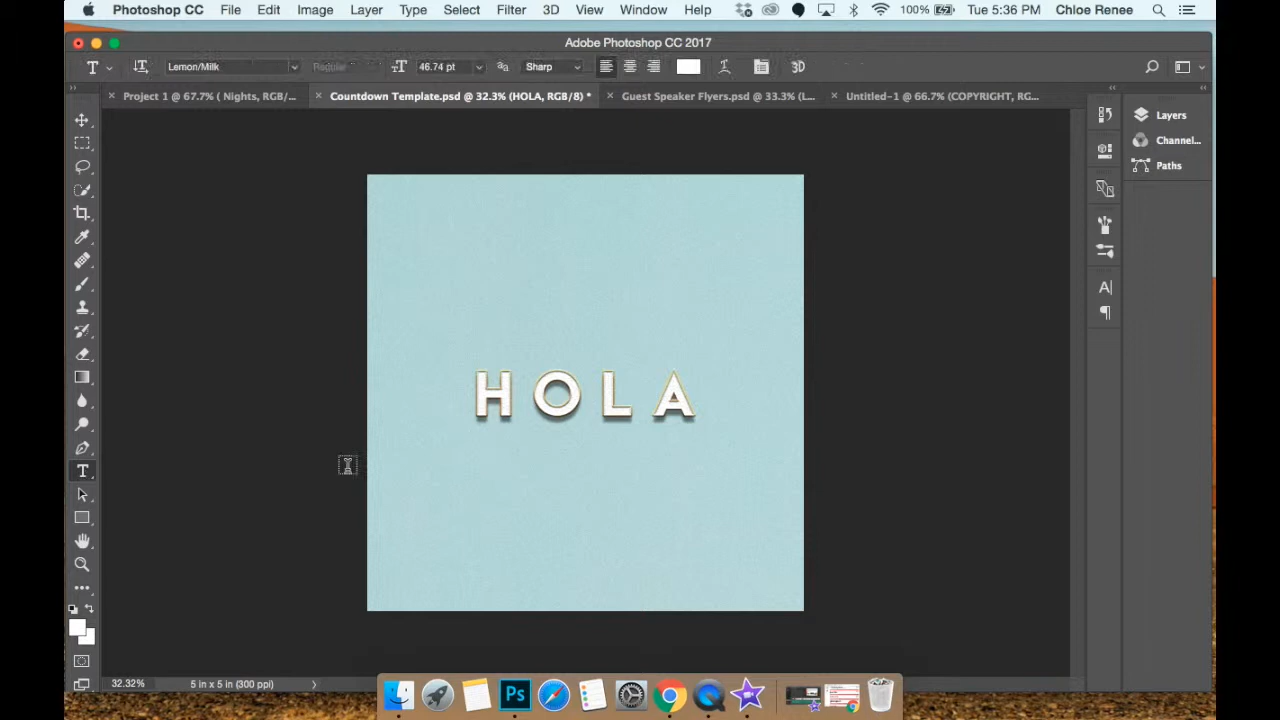 Photoshop CC File Edit Image Layer Type Select Filter 3D View Window Help 100% Tue 5:36 PM Chloe Renee
Adobe Photoshop CC 2017
T Lemon/Milk Regular 46.74 pt Sharp 3D
Project 1 @ 67.7% ( Nights, RGB/... Countdown Template.psd @ 32.3% (HOLA, RGB/8) * Guest Speaker Flyers.psd @ 33.3% (L... Untitled-1 @ 66.7% (COPYRIGHT, RG...
Layers
Channel...
Paths
HOLA
32.32% 5 in x 5 in (300 ppi)
Ps